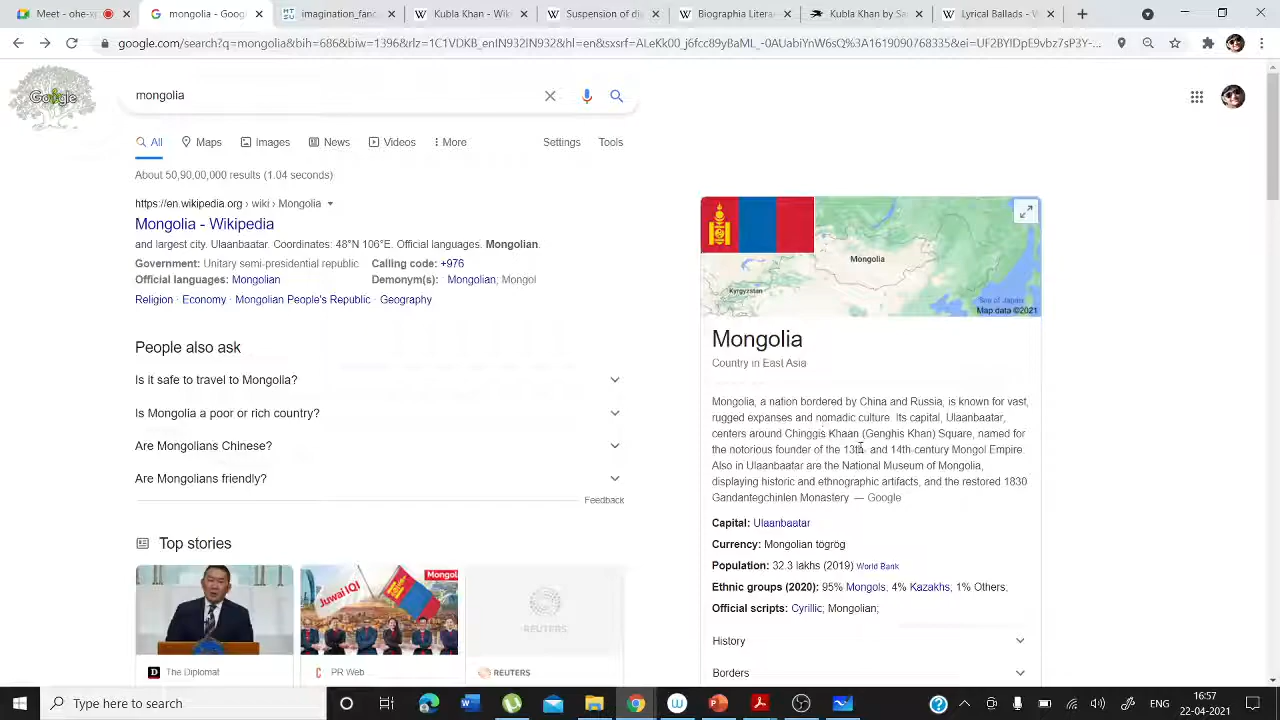 Meet - ohe-xs
mongolia - Googl
imagination_fanc
Kubla Khan - Wik
Suspension of dis
Biographia Literar
Kubla Khan by Sa
Lyrical Ballads - W
google.com/search?q=mongolia&bih=686&biw=1396&rlz=1C1VDKB_enIN932IN932&hl=en&sxsrf=ALeKk00_j6fcc89yBaML_-0AUabiYnW6sQ%3A1619090768335&ei=UF2BYIDpE9vbz7sP3Y-...
Google
mongolia
All
Maps
Images
News
Videos
More
Settings
Tools
About 50,90,00,000 results (1.04 seconds)
https://en.wikipedia.org › wiki › Mongolia
Mongolia - Wikipedia
and largest city. Ulaanbaatar. Coordinates: 48°N 106°E. Official languages. Mongolian.
Government: Unitary semi-presidential republic Calling code: +976
Official languages: Mongolian Demonym(s): Mongolian; Mongol
Religion · Economy · Mongolian People's Republic · Geography
People also ask
Is it safe to travel to Mongolia?
Is Mongolia a poor or rich country?
Are Mongolians Chinese?
Are Mongolians friendly?
Feedback
Top stories
Juwai IQI
Mongol
REUTERS
The Diplomat
PR Web
REUTERS
Mongolia
Kyrgyzstan
Sea of Japan
Map data ©2021
Mongolia
Country in East Asia
Mongolia, a nation bordered by China and Russia, is known for vast,
rugged expanses and nomadic culture. Its capital, Ulaanbaatar,
centers around Chinggis Khaan (Genghis Khan) Square, named for
the notorious founder of the 13th- and 14th-century Mongol Empire.
Also in Ulaanbaatar are the National Museum of Mongolia,
displaying historic and ethnographic artifacts, and the restored 1830
Gandantegchinlen Monastery — Google
Capital: Ulaanbaatar
Currency: Mongolian tögrög
Population: 32.3 lakhs (2019) World Bank
Ethnic groups (2020): 95% Mongols; 4% Kazakhs; 1% Others;
Official scripts: Cyrillic; Mongolian;
History
Borders
Type here to search
ENG
16:57
22-04-2021